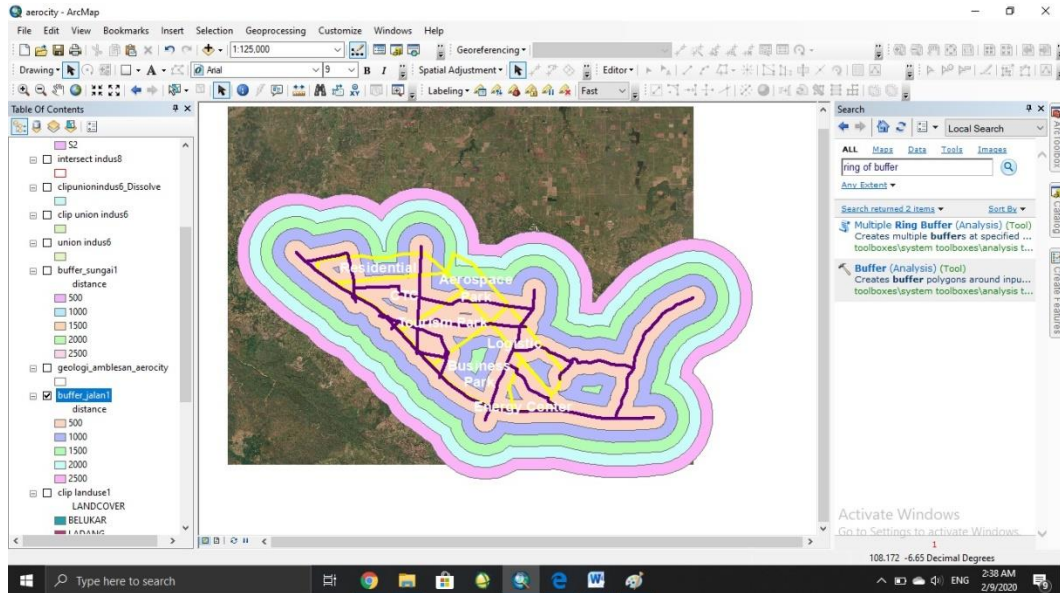 aerocity - ArcMap
File Edit View Bookmarks Insert Selection Geoprocessing Customize Windows Help
1:125,000
Georeferencing
Drawing
A
Arial
9
B I
Spatial Adjustment
Editor
Labeling
Fast
Table Of Contents
S2
intersect indus8
clipunionindus6_Dissolve
clip union indus6
union indus6
buffer_sungai1
distance
500
1000
1500
2000
2500
geologi_amblesan_aerocity
buffer_jalan1
distance
500
1000
1500
2000
2500
clip landuse1
LANDCOVER
BELUKAR
LADANG
Residential
Aerospace
Park
CTC
Tourism Park
Logistic
Business
Park
Energy Center
Search
Local Search
ALL Maps Data Tools Images
ring of buffer
Any Extent
Search returned 2 items Sort By
Multiple Ring Buffer (Analysis) (Tool)
Creates multiple buffers at specified ...
toolboxes\system toolboxes\analysis t...
Buffer (Analysis) (Tool)
Creates buffer polygons around inpu...
toolboxes\system toolboxes\analysis t...
ArcToolbox
Catalog
Create Features
Activate Windows
Go to Settings to activate Windows.
1
108.172 -6.65 Decimal Degrees
Type here to search
ENG
2:38 AM
2/9/2020